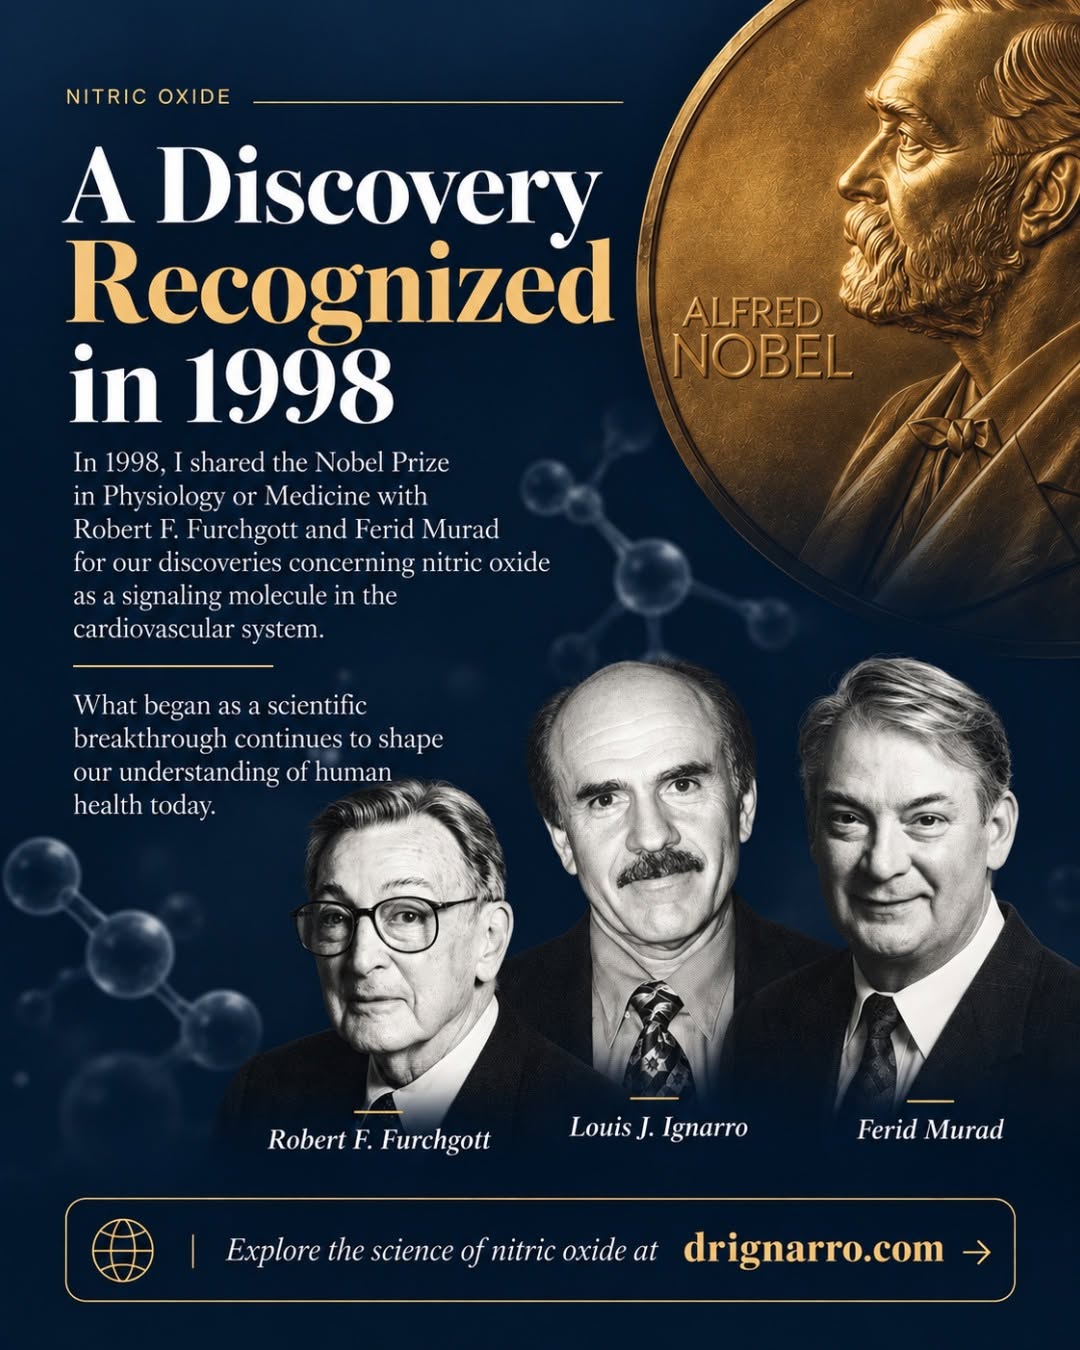 NITRIC OXIDE
A Discovery
Recognized
in 1998
ALFRED
NOBEL
In 1998, I shared the Nobel Prize
in Physiology or Medicine with
Robert F. Furchgott and Ferid Murad
for our discoveries concerning nitric oxide
as a signaling molecule in the
cardiovascular system.
What began as a scientific
breakthrough continues to shape
our understanding of human
health today.
Robert F. Furchgott
Louis J. Ignarro
Ferid Murad
Explore the science of nitric oxide at drignarro.com →